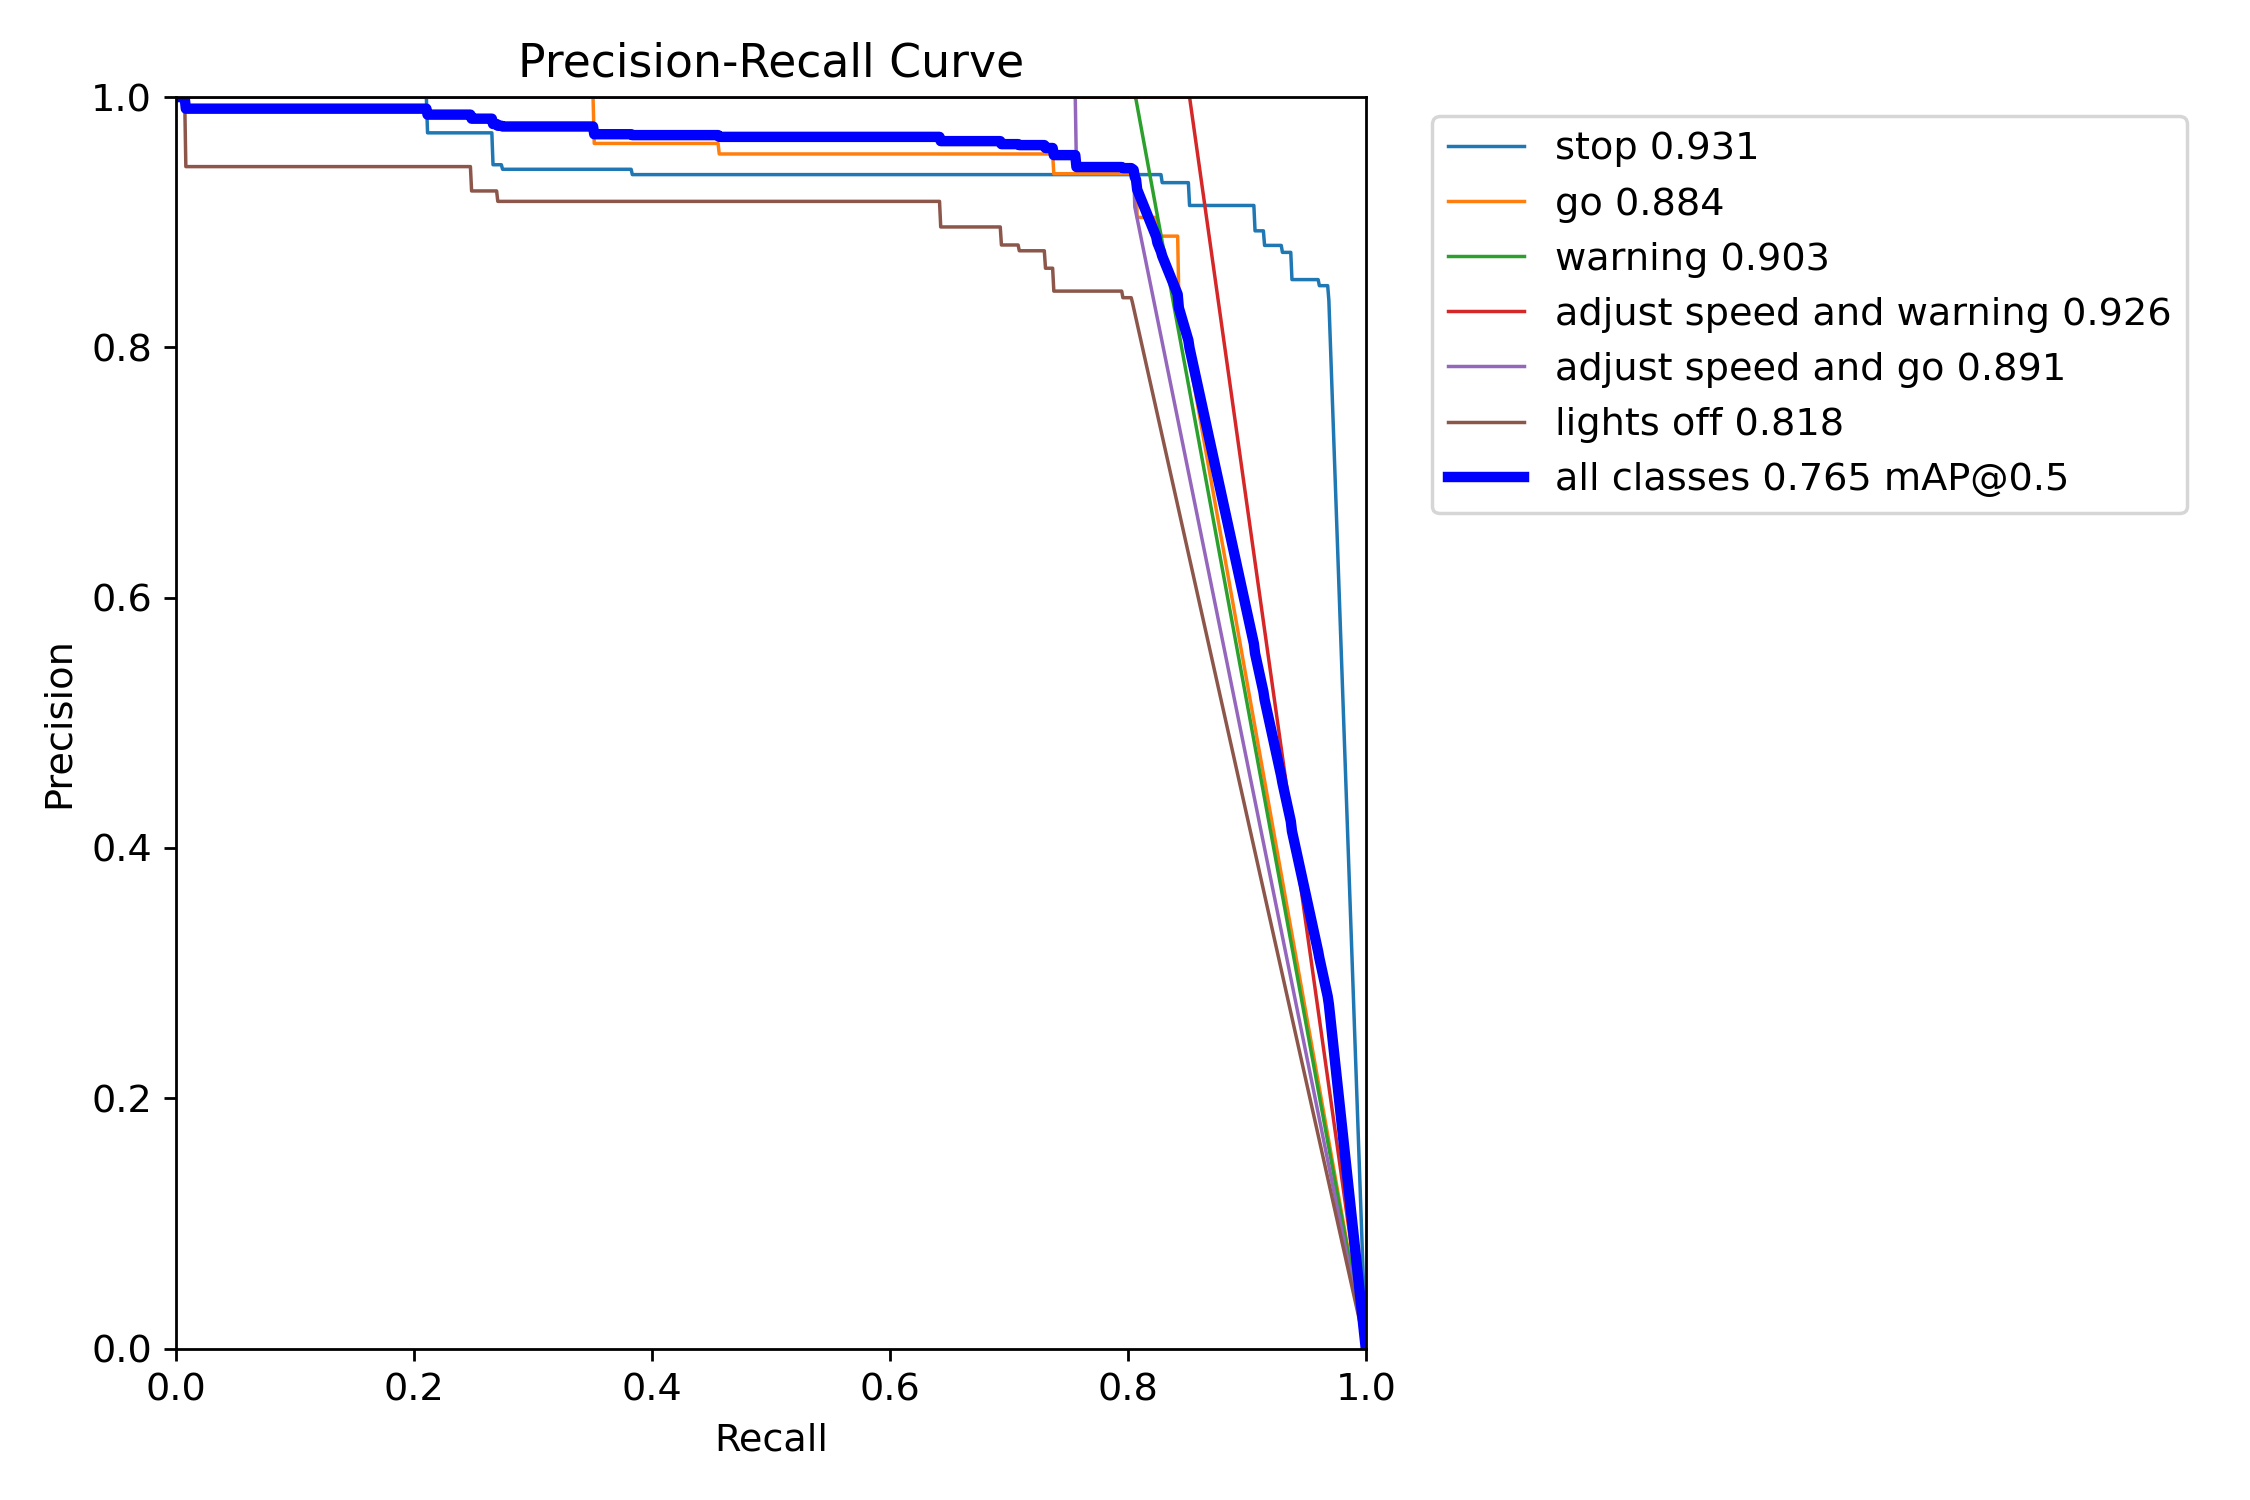 Precision-Recall Curve
1.0
0.8
0.6
0.4
0.2
0.0
Precision
0.0 0.2 0.4 0.6 0.8 1.0
Recall
stop 0.931
go 0.884
warning 0.903
adjust speed and warning 0.926
adjust speed and go 0.891
lights off 0.818
all classes 0.765 mAP@0.5